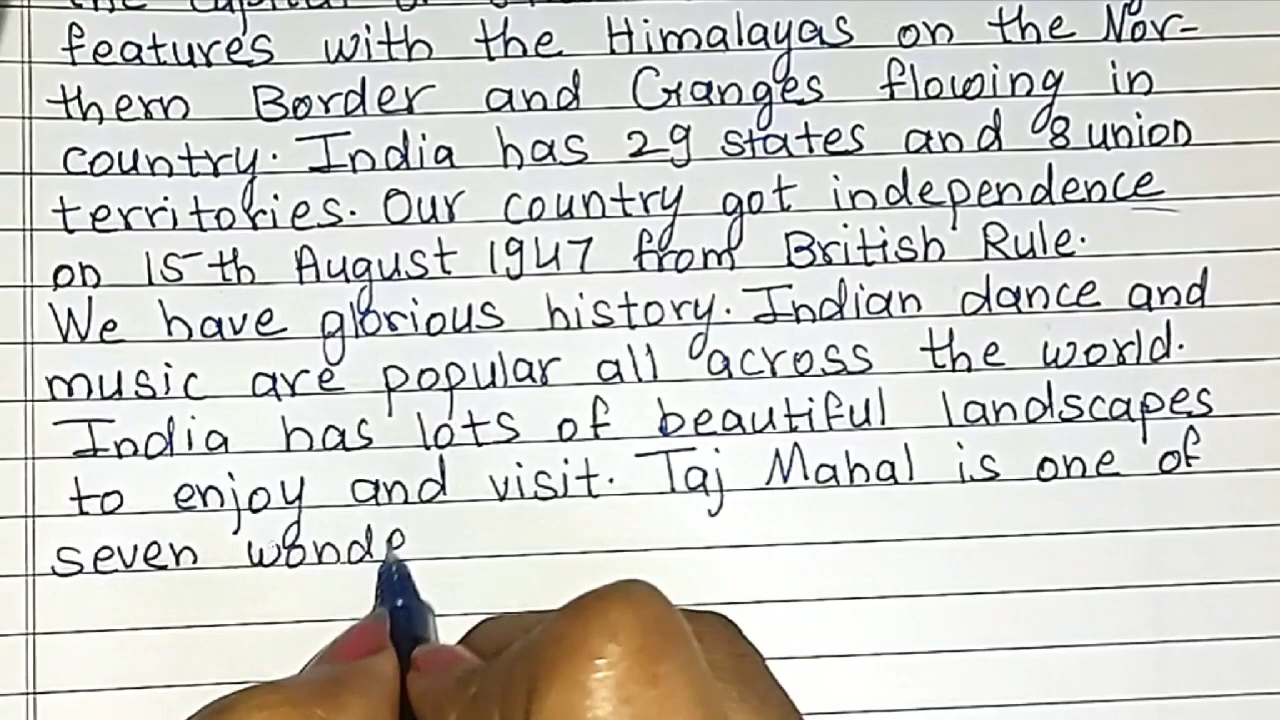 the capital of
features with the Himalayas on the Nor-
thern Border and Ganges flowing in
country. India has 29 states and 8 union
territories. Our country got independence
on 15th August 1947 from British Rule.
We have glorious history. Indian dance and
music are popular all across the world.
India has lots of beautiful landscapes
to enjoy and visit. Taj Mahal is one of
seven wonde